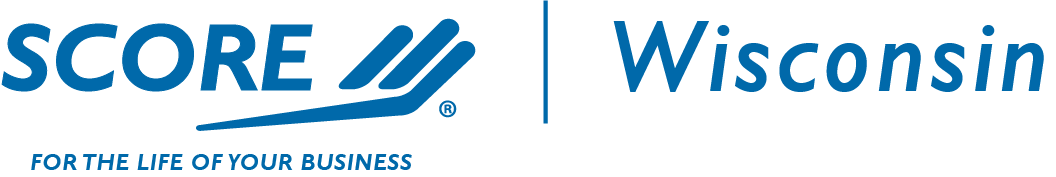 SCORE ®
FOR THE LIFE OF YOUR BUSINESS
Wisconsin